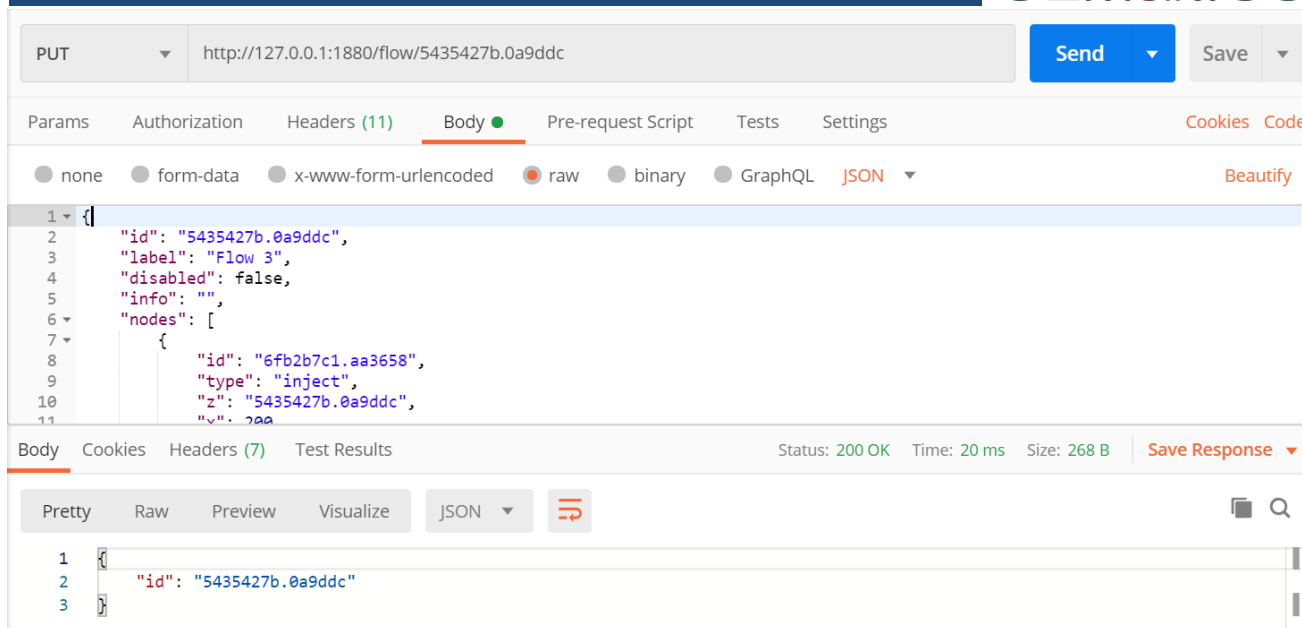 PUT http://127.0.0.1:1880/flow/5435427b.0a9ddc Send Save
Params Authorization Headers (11) Body Pre-request Script Tests Settings Cookies Code
none form-data x-www-form-urlencoded raw binary GraphQL JSON Beautify
1 {
2 "id": "5435427b.0a9ddc",
3 "label": "Flow 3",
4 "disabled": false,
5 "info": "",
6 "nodes": [
7 {
8 "id": "6fb2b7c1.aa3658",
9 "type": "inject",
10 "z": "5435427b.0a9ddc",
11 "x": 200
Body Cookies Headers (7) Test Results Status: 200 OK Time: 20 ms Size: 268 B Save Response
Pretty Raw Preview Visualize JSON
1 {
2 "id": "5435427b.0a9ddc"
3 }